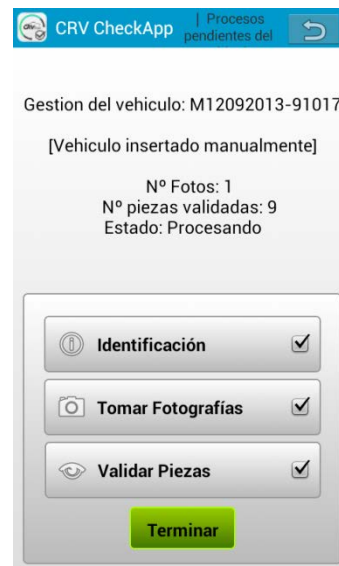 CRV CheckApp
| Procesos
pendientes del
Gestion del vehiculo: M12092013-91017
[Vehiculo insertado manualmente]
Nº Fotos: 1
Nº piezas validadas: 9
Estado: Procesando
Identificación
Tomar Fotografías
Validar Piezas
Terminar